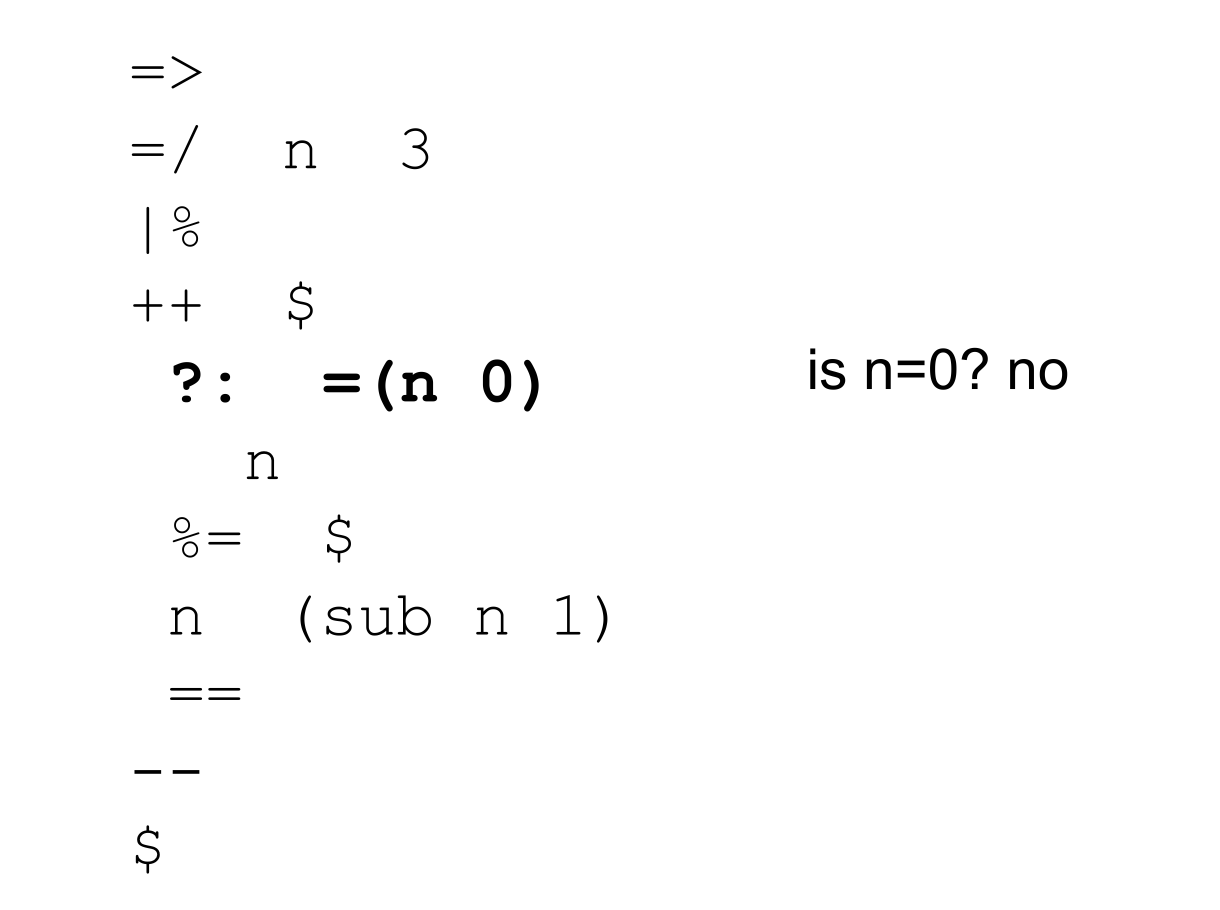 =>
=/  n  3
|%
++  $
 ?:  =(n 0)
is n=0? no
   n
 %=  $
 n  (sub n 1)
 ==
--
$